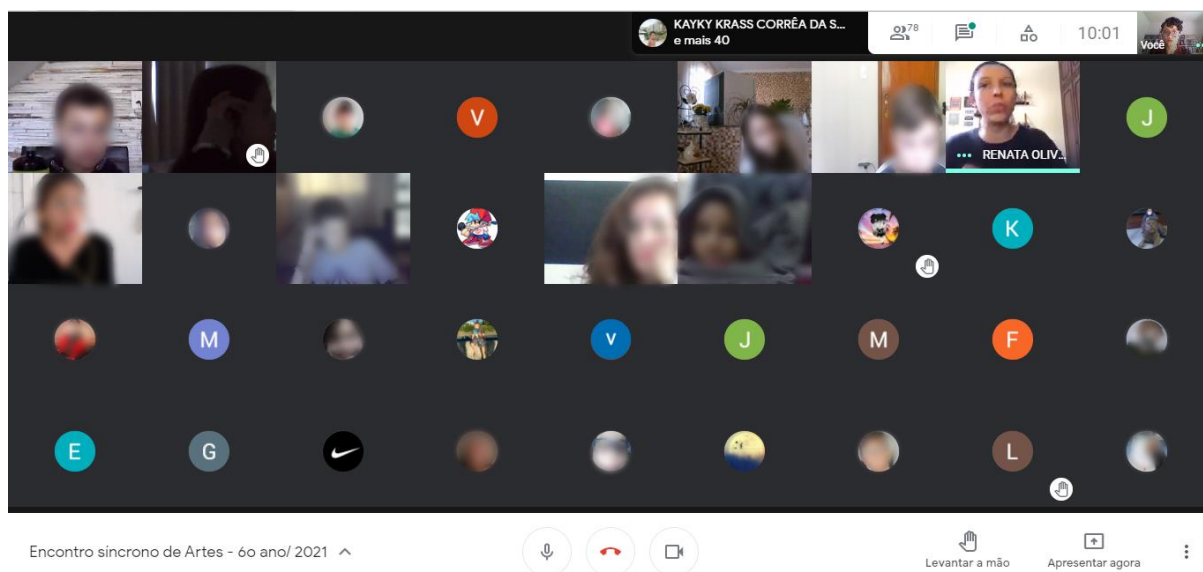 KAYKY KRASS CORRÊA DA S...
e mais 40
78
10:01
Você
V
J
RENATA OLIV...
K
M
V
J
M
F
E
G
L
Encontro síncrono de Artes - 6o ano/ 2021
Levantar a mão
Apresentar agora